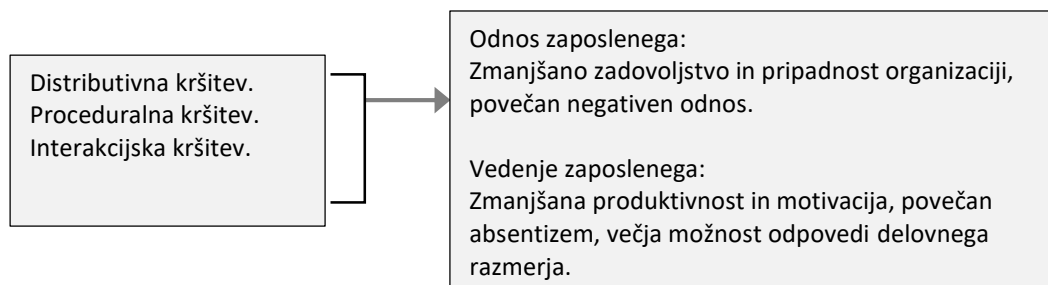 Distributivna kršitev.
Proceduralna kršitev.
Interakcijska kršitev.
Odnos zaposlenega:
Zmanjšano zadovoljstvo in pripadnost organizaciji,
povečan negativen odnos.
Vedenje zaposlenega:
Zmanjšana produktivnost in motivacija, povečan
absentizem, večja možnost odpovedi delovnega
razmerja.